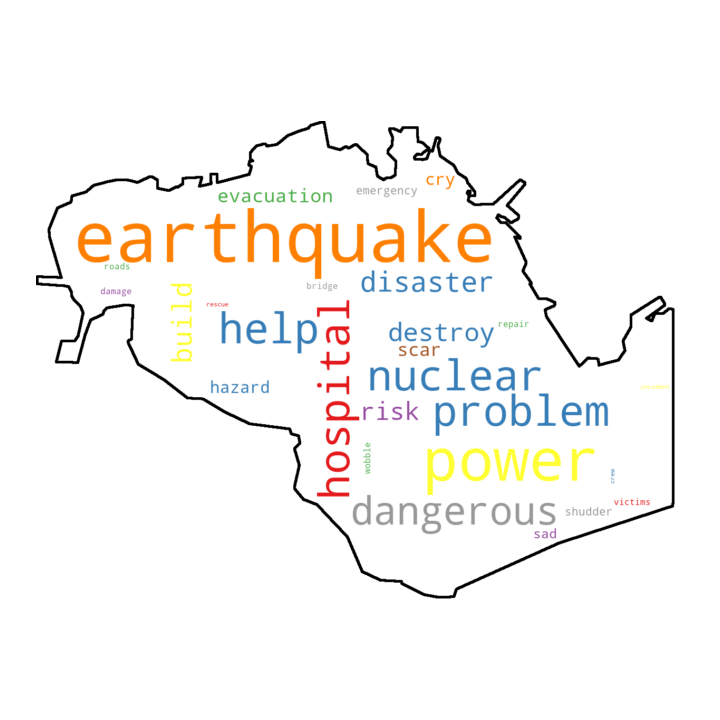 cry
emergency
evacuation
earthquake
roads
disaster
bridge
damage
build
rescue
help
hospital
destroy
repair
scar
nuclear
hazard
risk
problem
power
wobble
crew
dangerous
victims
shudder
sad